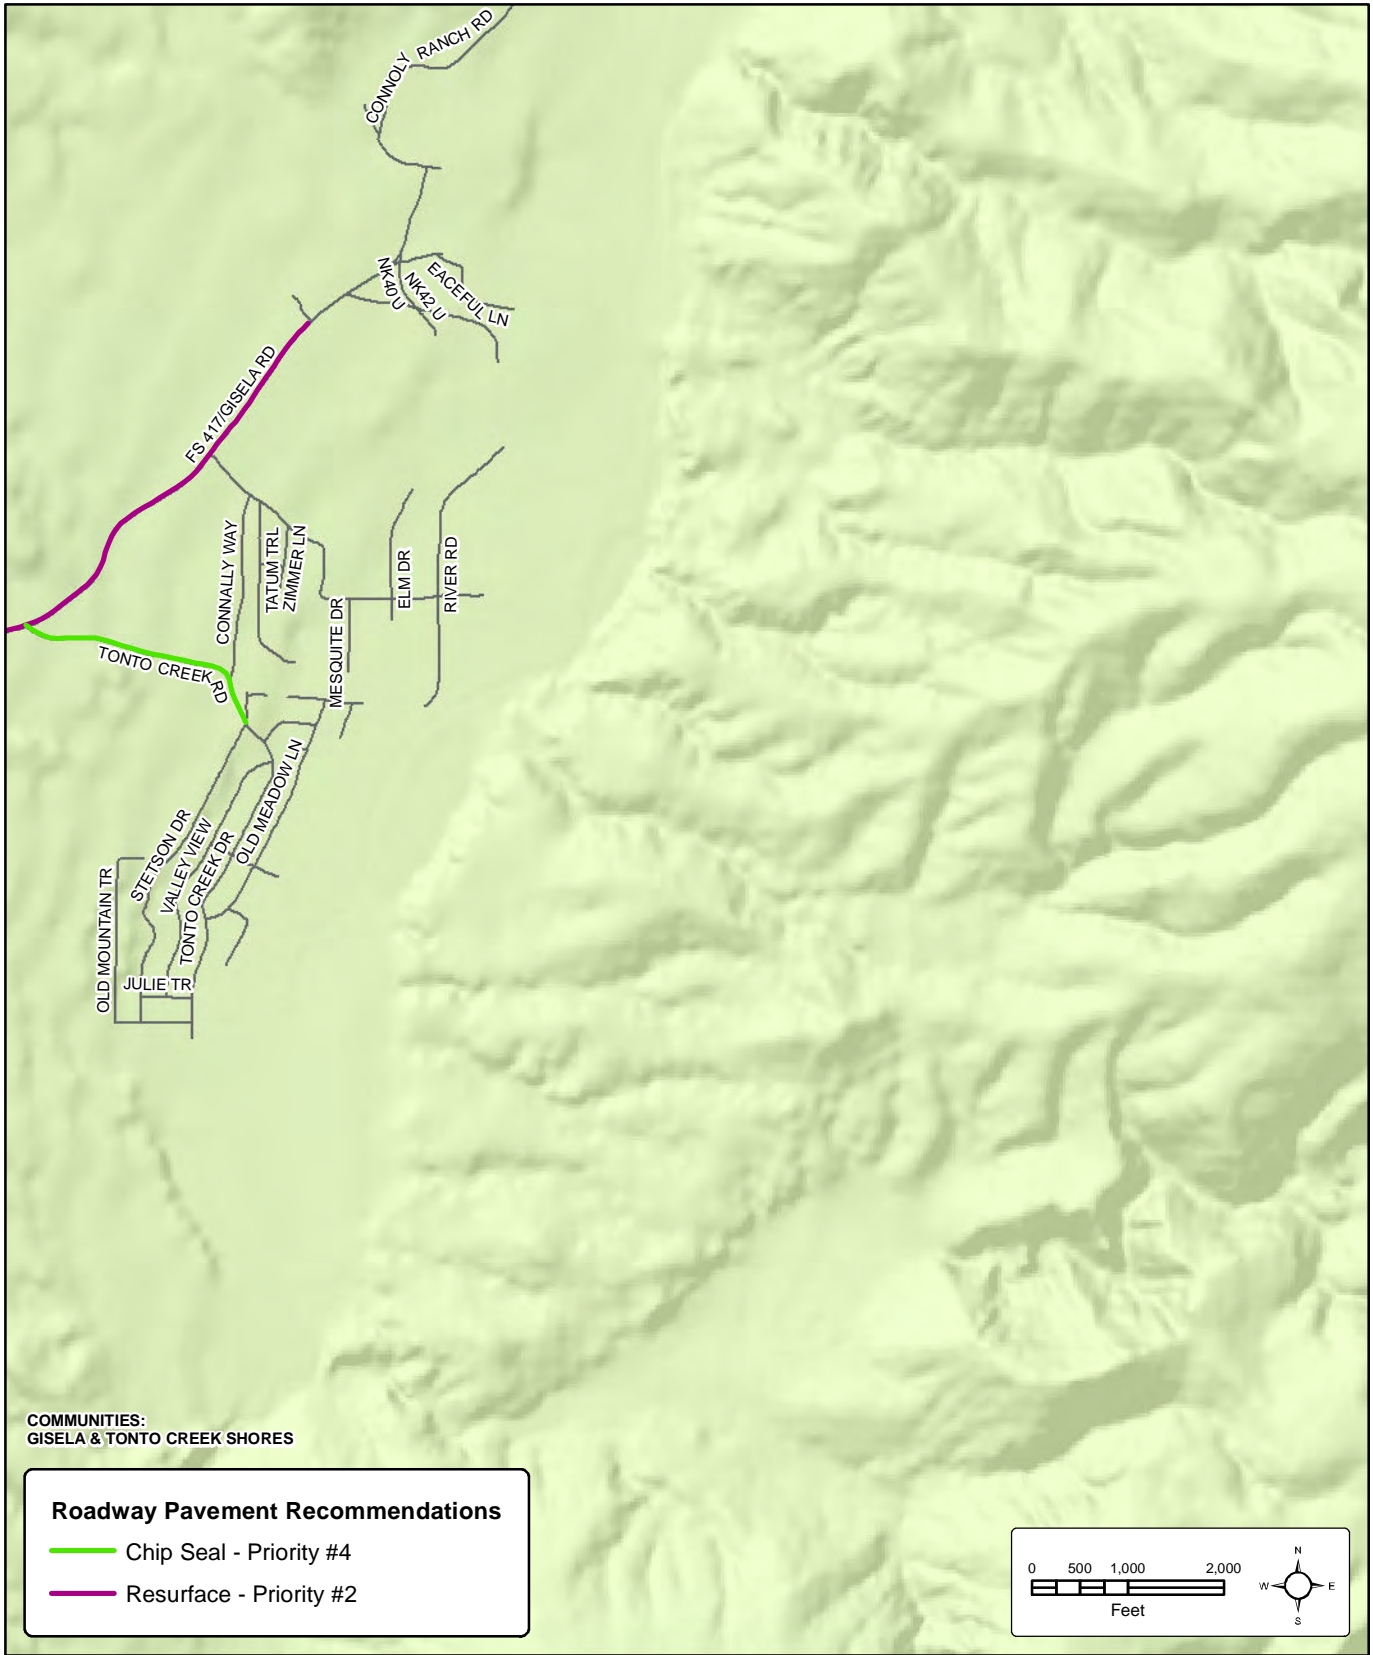 CONNOLY RANCH RD
NK40 U
NK42 U
EACEFUL LN
FS 417/GISELA RD
CONNALLY WAY
TATUM TRL
ZIMMER LN
ELM DR
RIVER RD
MESQUITE DR
TONTO CREEK RD
STETSON DR
VALLEY VIEW
TONTO CREEK DR
OLD MEADOW LN
OLD MOUNTAIN TR
JULIE TR
COMMUNITIES:
GISELA & TONTO CREEK SHORES
Roadway Pavement Recommendations
Chip Seal - Priority #4
Resurface - Priority #2
0 500 1,000 2,000
Feet
N
W E
S